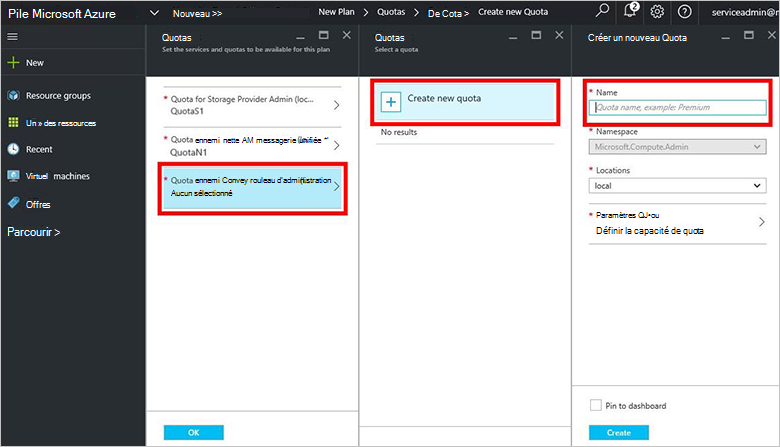 Pile Microsoft Azure
Nouveau >>
New Plan > Quotas > De Cota > Create new Quota
2
serviceadmin@
New
Resource groups
Un » des ressources
Recent
Virtuel machines
Offres
Parcourir >
Quotas
Set the services and quotas to be available for this plan
* Quota for Storage Provider Admin (loc...
QuotaS1
* Quota ennemi nette AM messagerie Unifiée
QuotaN1
* Quota ennemi Convey rouleau d'administration
Aucun sélectionné
OK
Quotas
Select a quota
Create new quota
No results
Créer un nouveau Quota
* Name
Quota name, example: Premium
* Namespace
Microsoft.Compute.Admin
* Locations
local
* Paramètres QJ•ou
Définir la capacité de quota
Pin to dashboard
Create